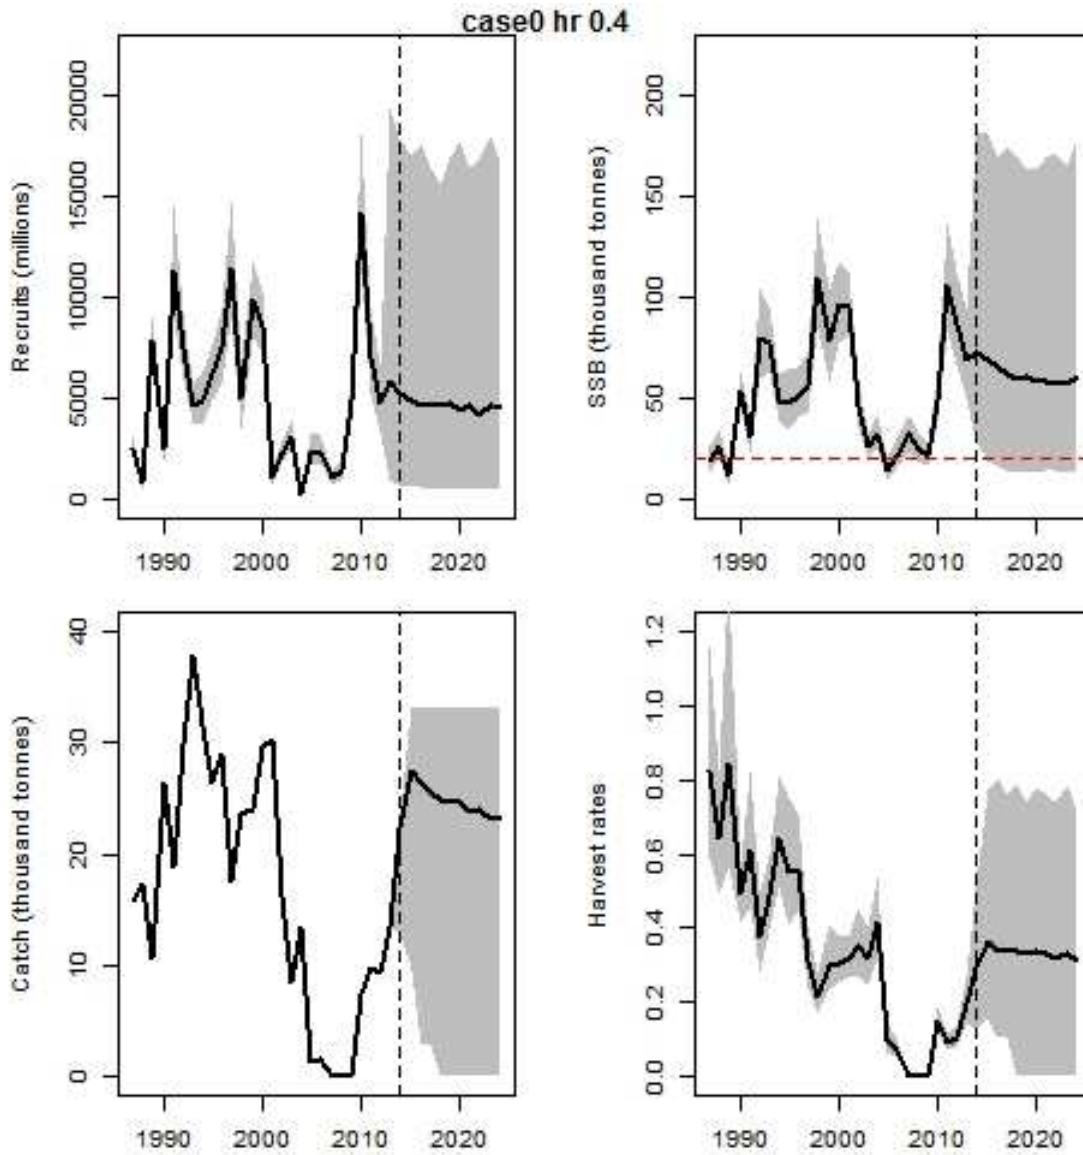 case0 hr 0.4
Recruits (millions)
20000
15000
10000
5000
0
1990 2000 2010 2020
SSB (thousand tonnes)
200
150
100
50
0
1990 2000 2010 2020
Catch (thousand tonnes)
40
30
20
10
0
1990 2000 2010 2020
Harvest rates
1.2
1.0
0.8
0.6
0.4
0.2
0.0
1990 2000 2010 2020